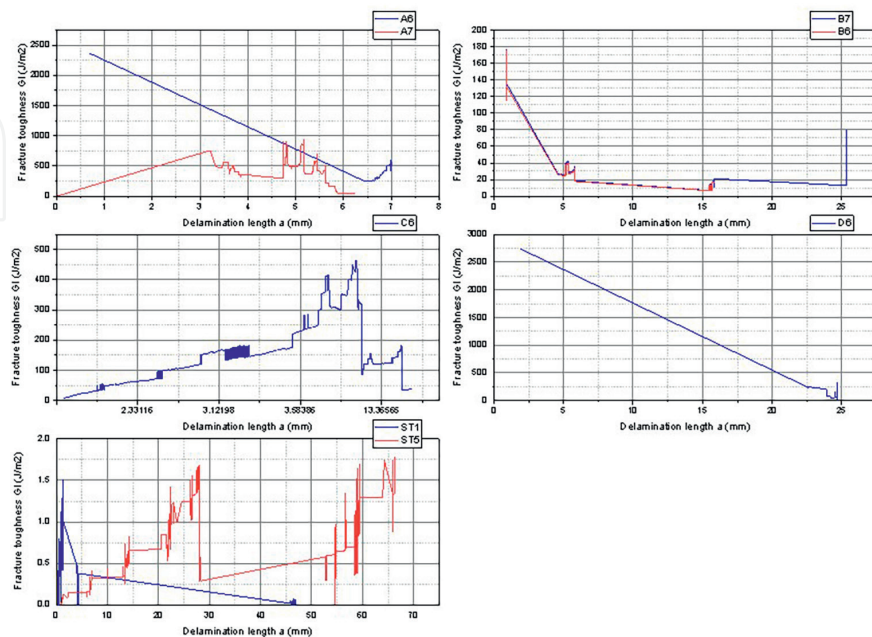 A6
A7
2500
2000
1500
1000
500
0
0 1 2 3 4 5 6 7 8
Fracture toughness GI (J/m2)
Delamination length a (mm)
B7
B6
200
180
160
140
120
100
80
60
40
20
0
0 5 10 15 20 25
Fracture toughness GI (J/m2)
Delamination length a (mm)
C6
500
400
300
200
100
0
2.33116 3.12198 3.58386 13.36565
Fracture toughness GI (J/m2)
Delamination length a (mm)
D6
3000
2500
2000
1500
1000
500
0
0 5 10 15 20 25
Fracture toughness GI (J/m2)
Delamination length a (mm)
ST1
ST5
2.0
1.5
1.0
0.5
0.0
0 10 20 30 40 50 60 70
Fracture toughness GI (J/m2)
Delamination length a (mm)